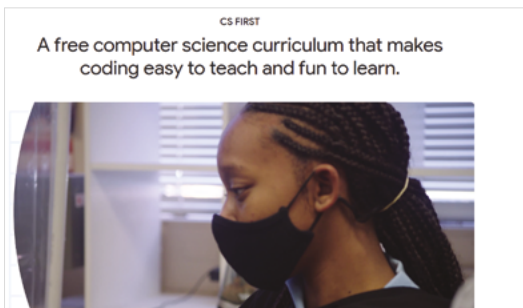 CS FIRST
A free computer science curriculum that makes
coding easy to teach and fun to learn.